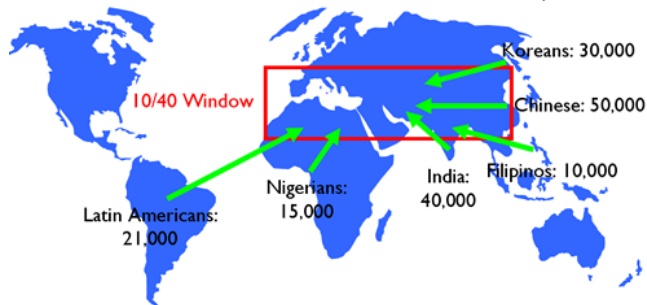 Koreans: 30,000
10/40 Window
Chinese: 50,000
Filipinos: 10,000
India:
40,000
Nigerians:
15,000
Latin Americans:
21,000